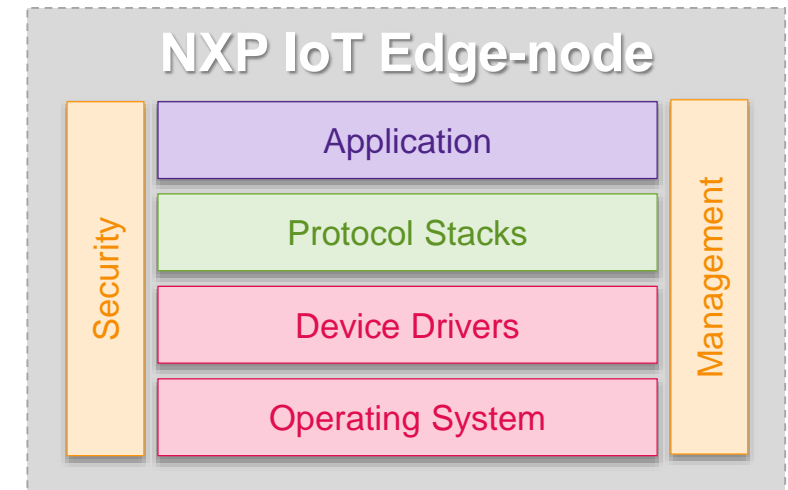 NXP IoT Edge-node
Security
Application
Protocol Stacks
Device Drivers
Operating System
Management